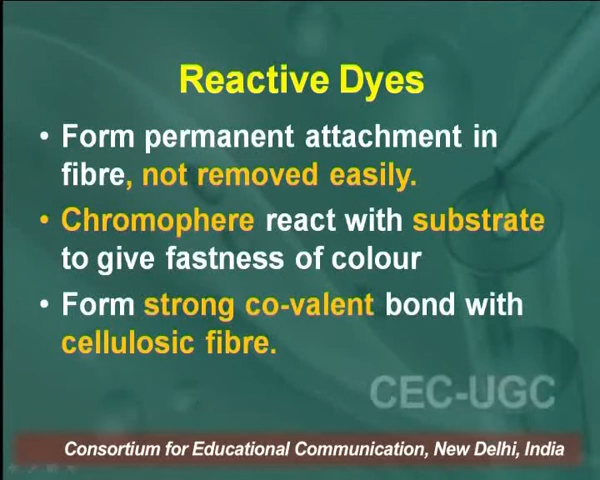 Reactive Dyes
• Form permanent attachment in
fibre, not removed easily.
• Chromophere react with substrate
to give fastness of colour
• Form strong co-valent bond with
cellulosic fibre.
CEC-UGC
Consortium for Educational Communication, New Delhi, India